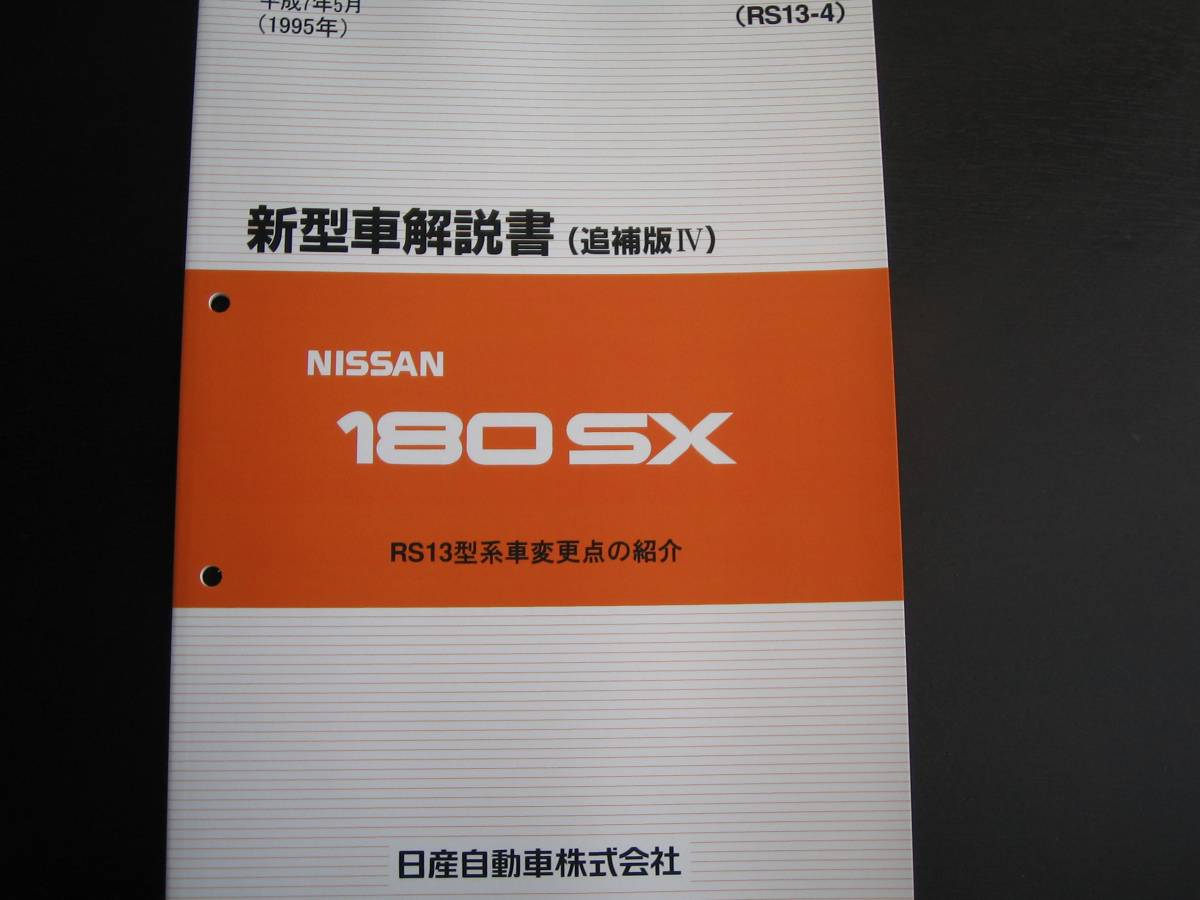 平成7年5月
(1995年)
(RS13-4)
新型車解説書(追補版Ⅳ)
NISSAN
180SX
RS13型系車変更点の紹介
日産自動車株式会社